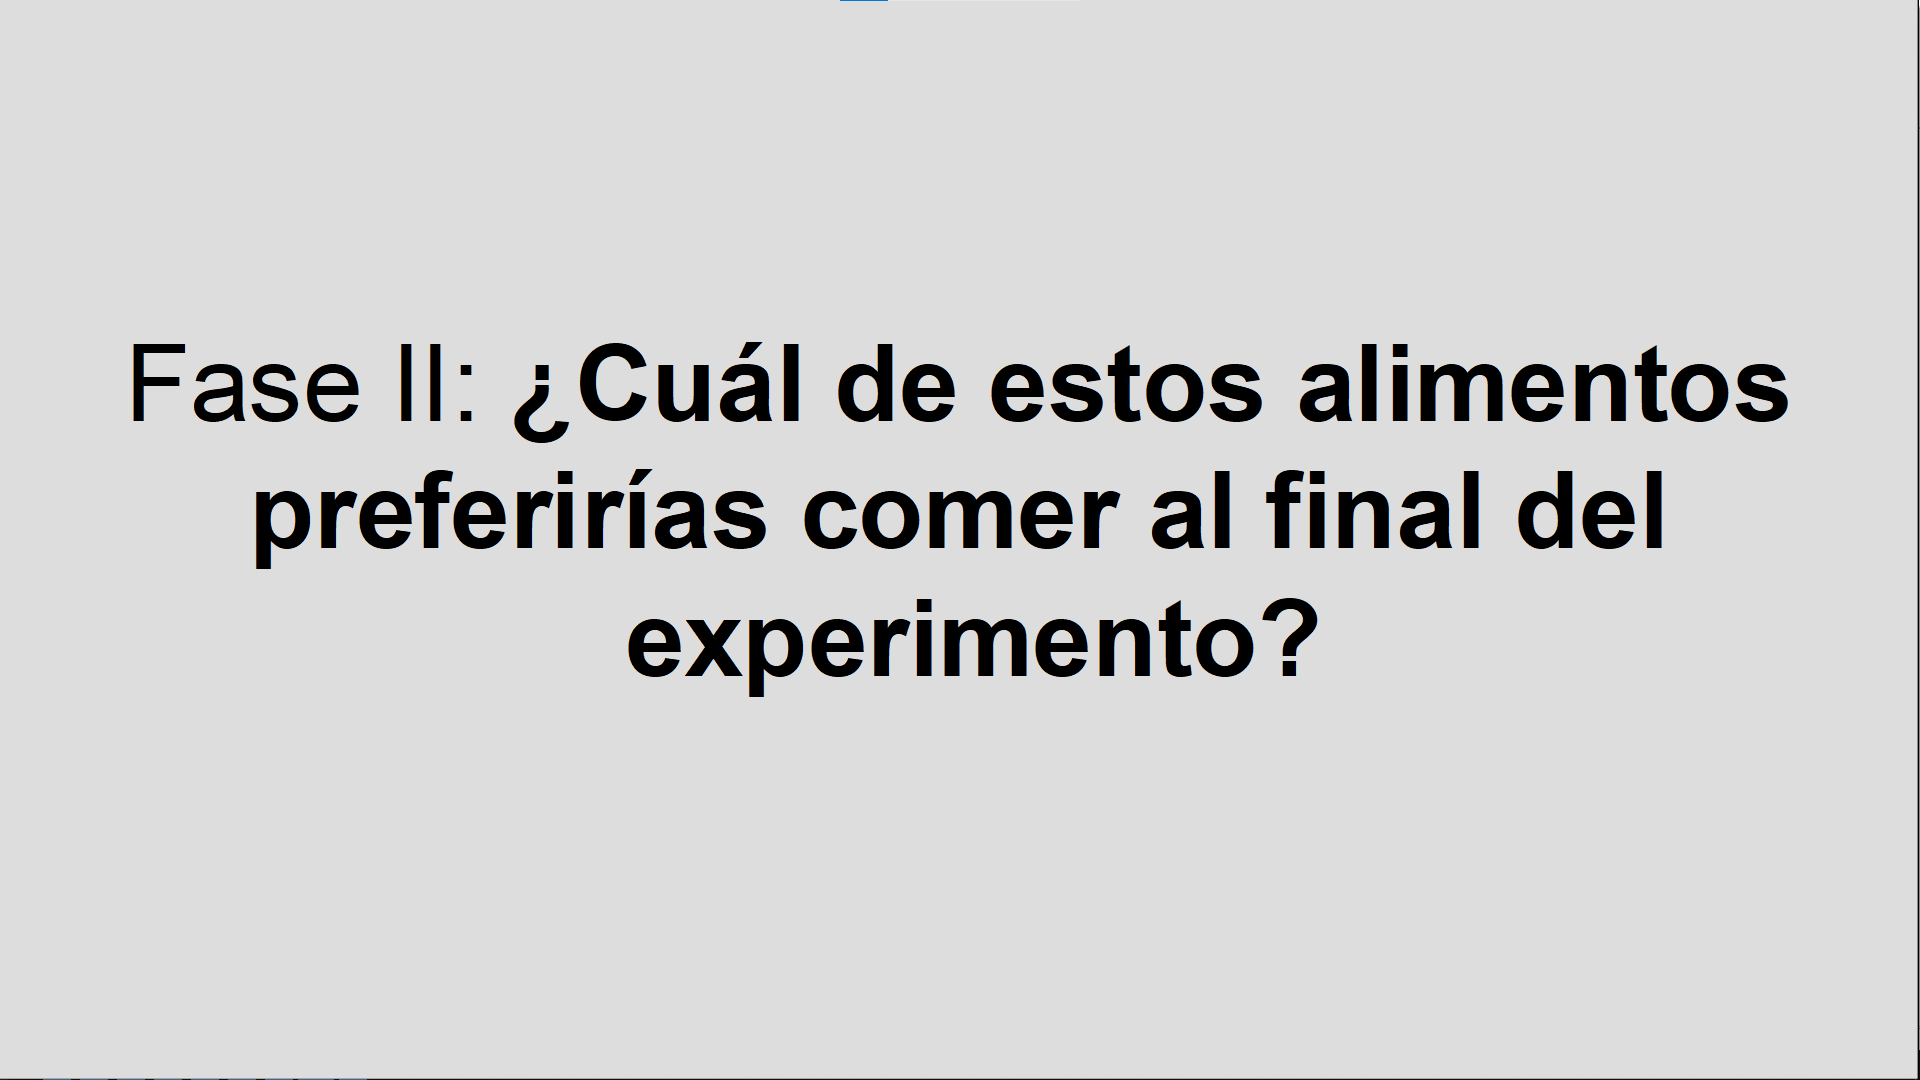 Fase II: ¿Cuál de estos alimentos
preferirías comer al final del
experimento?